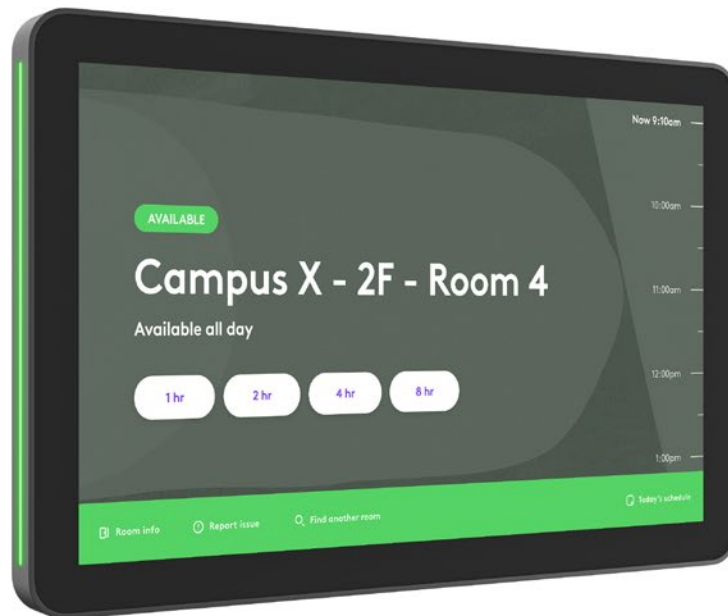 Now 9:10am
AVAILABLE
10:00am
Campus X - 2F - Room 4
11:00am
Available all day
12:00pm
1 hr
2 hr
4 hr
8 hr
1:00pm
Room info
Report issue
Find another room
Today's schedule